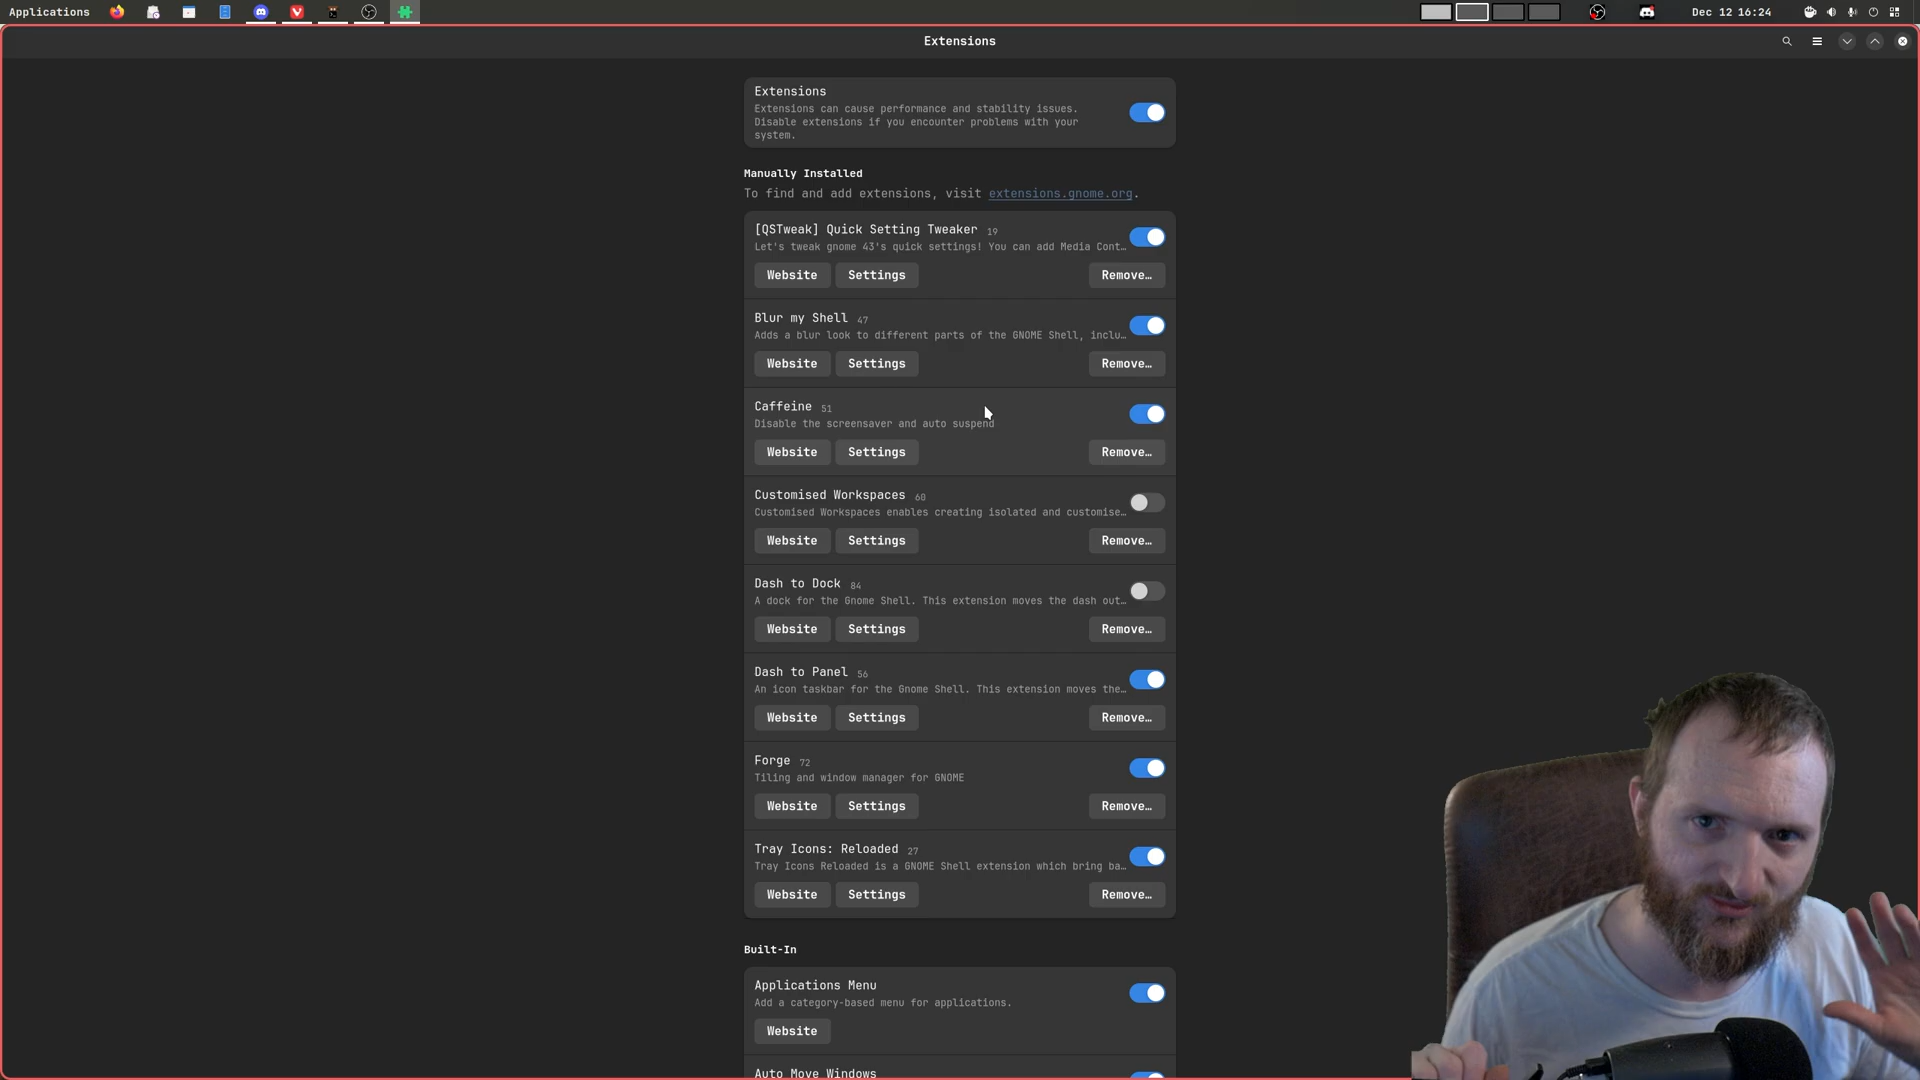 Applications
Dec 12 16:24
Extensions
Extensions
Extensions can cause performance and stability issues.
Disable extensions if you encounter problems with your
system.
Manually Installed
To find and add extensions, visit extensions.gnome.org.
[QSTweak] Quick Setting Tweaker 19
Let's tweak gnome 43's quick settings! You can add Media Cont…
Website Settings Remove…
Blur my Shell 47
Adds a blur look to different parts of the GNOME Shell, inclu…
Website Settings Remove…
Caffeine 51
Disable the screensaver and auto suspend
Website Settings Remove…
Customised Workspaces 60
Customised Workspaces enables creating isolated and customise…
Website Settings Remove…
Dash to Dock 84
A dock for the Gnome Shell. This extension moves the dash out…
Website Settings Remove…
Dash to Panel 56
An icon taskbar for the Gnome Shell. This extension moves the…
Website Settings Remove…
Forge 72
Tiling and window manager for GNOME
Website Settings Remove…
Tray Icons: Reloaded 27
Tray Icons Reloaded is a GNOME Shell extension which bring ba…
Website Settings Remove…
Built-In
Applications Menu
Add a category-based menu for applications.
Website
Auto Move Windows